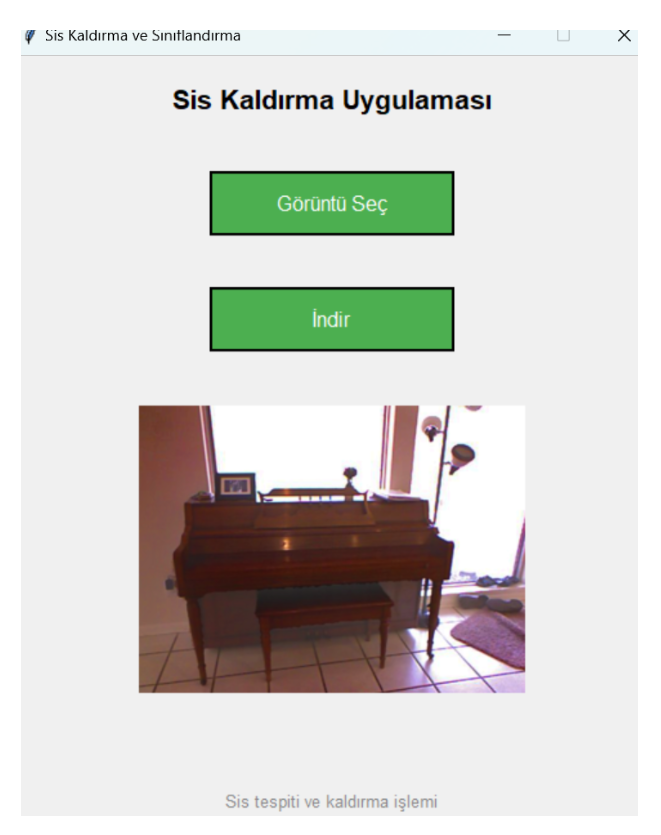 Sis Kaldırma ve Sınıflandırma
Sis Kaldırma Uygulaması
Görüntü Seç
İndir
Sis tespiti ve kaldırma işlemi